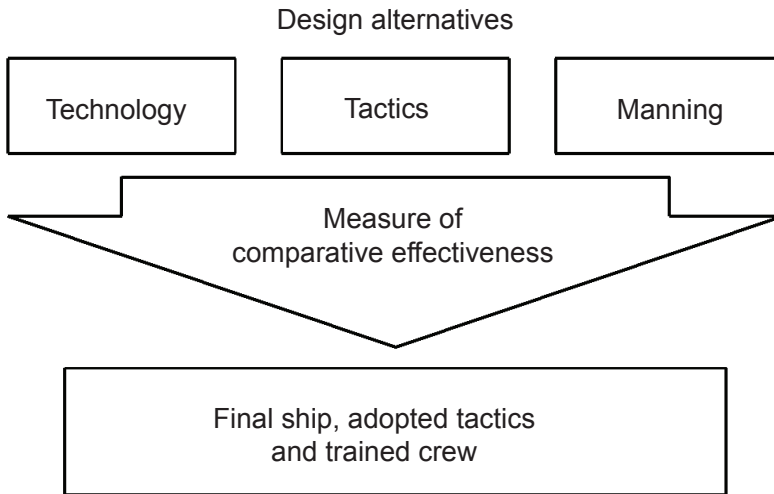 Design alternatives
Technology
Tactics
Manning
Measure of
comparative effectiveness
Final ship, adopted tactics
and trained crew